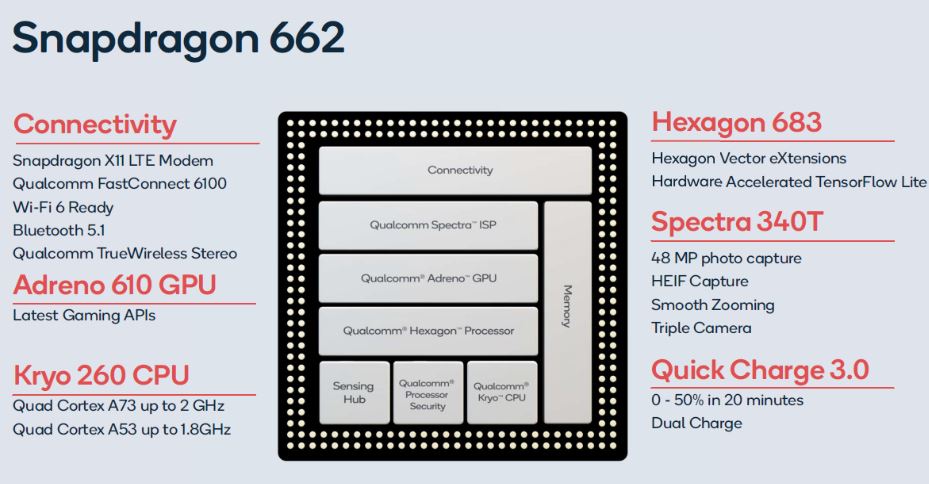 Snapdragon 662
Connectivity
Snapdragon X11 LTE Modem
Qualcomm FastConnect 6100
Wi-Fi 6 Ready
Bluetooth 5.1
Qualcomm TrueWireless Stereo
Adreno 610 GPU
Latest Gaming APIs
Kryo 260 CPU
Quad Cortex A73 up to 2 GHz
Quad Cortex A53 up to 1.8GHz
Connectivity
Qualcomm Spectra™ ISP
Qualcomm® Adreno™ GPU
Qualcomm® Hexagon™ Processor
Sensing
Hub
Qualcomm®
Processor
Security
Qualcomm®
Kryo™ CPU
Memory
Hexagon 683
Hexagon Vector eXtensions
Hardware Accelerated TensorFlow Lite
Spectra 340T
48 MP photo capture
HEIF Capture
Smooth Zooming
Triple Camera
Quick Charge 3.0
0 - 50% in 20 minutes
Dual Charge